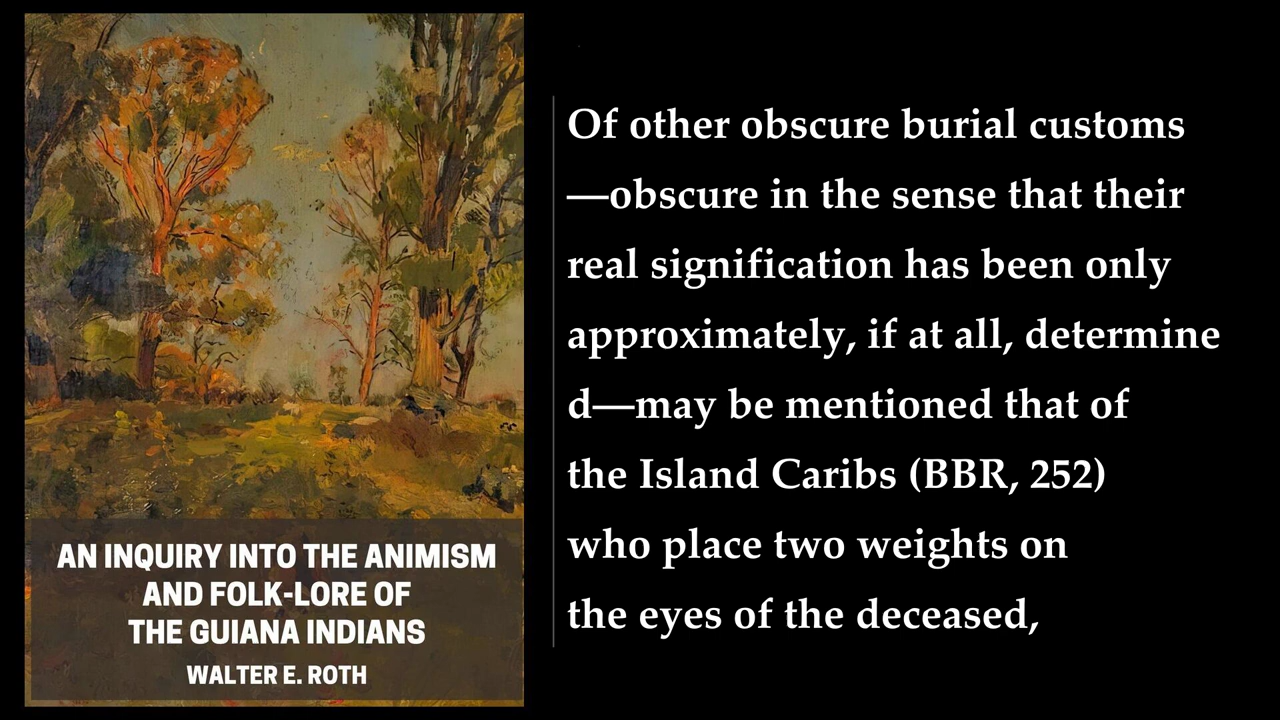 AN INQUIRY INTO THE ANIMISM
AND FOLK-LORE OF
THE GUIANA INDIANS
WALTER E. ROTH
Of other obscure burial customs
—obscure in the sense that their
real signification has been only
approximately, if at all, determine
d—may be mentioned that of
the Island Caribs (BBR, 252)
who place two weights on
the eyes of the deceased,